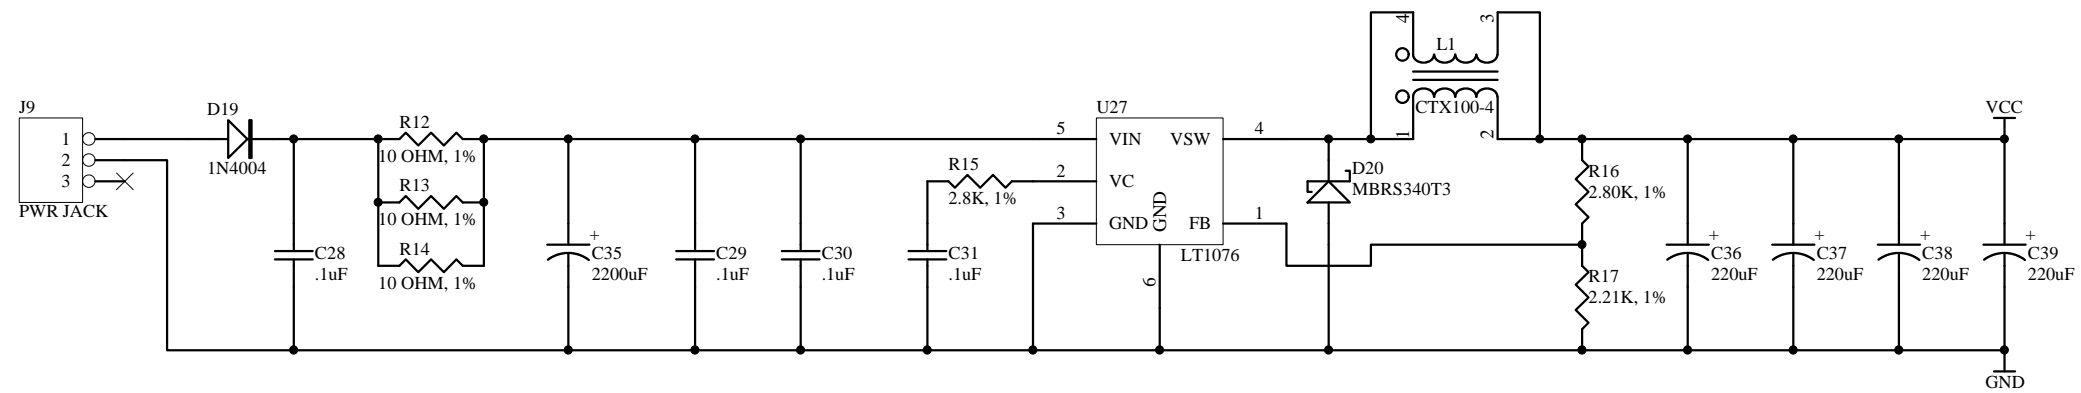 J9
1
2
3
PWR JACK
D19
1N4004
C28
.1uF
R12
10 OHM, 1%
R13
10 OHM, 1%
R14
10 OHM, 1%
+
C35
2200uF
C29
.1uF
C30
.1uF
R15
2.8K, 1%
C31
.1uF
U27
5
VIN
VSW
4
2
VC
3
GND
GND
FB
1
6
LT1076
D20
MBRS340T3
4
3
L1
CTX100-4
1
2
R16
2.80K, 1%
R17
2.21K, 1%
+
C36
220uF
+
C37
220uF
+
C38
220uF
+
C39
220uF
VCC
GND